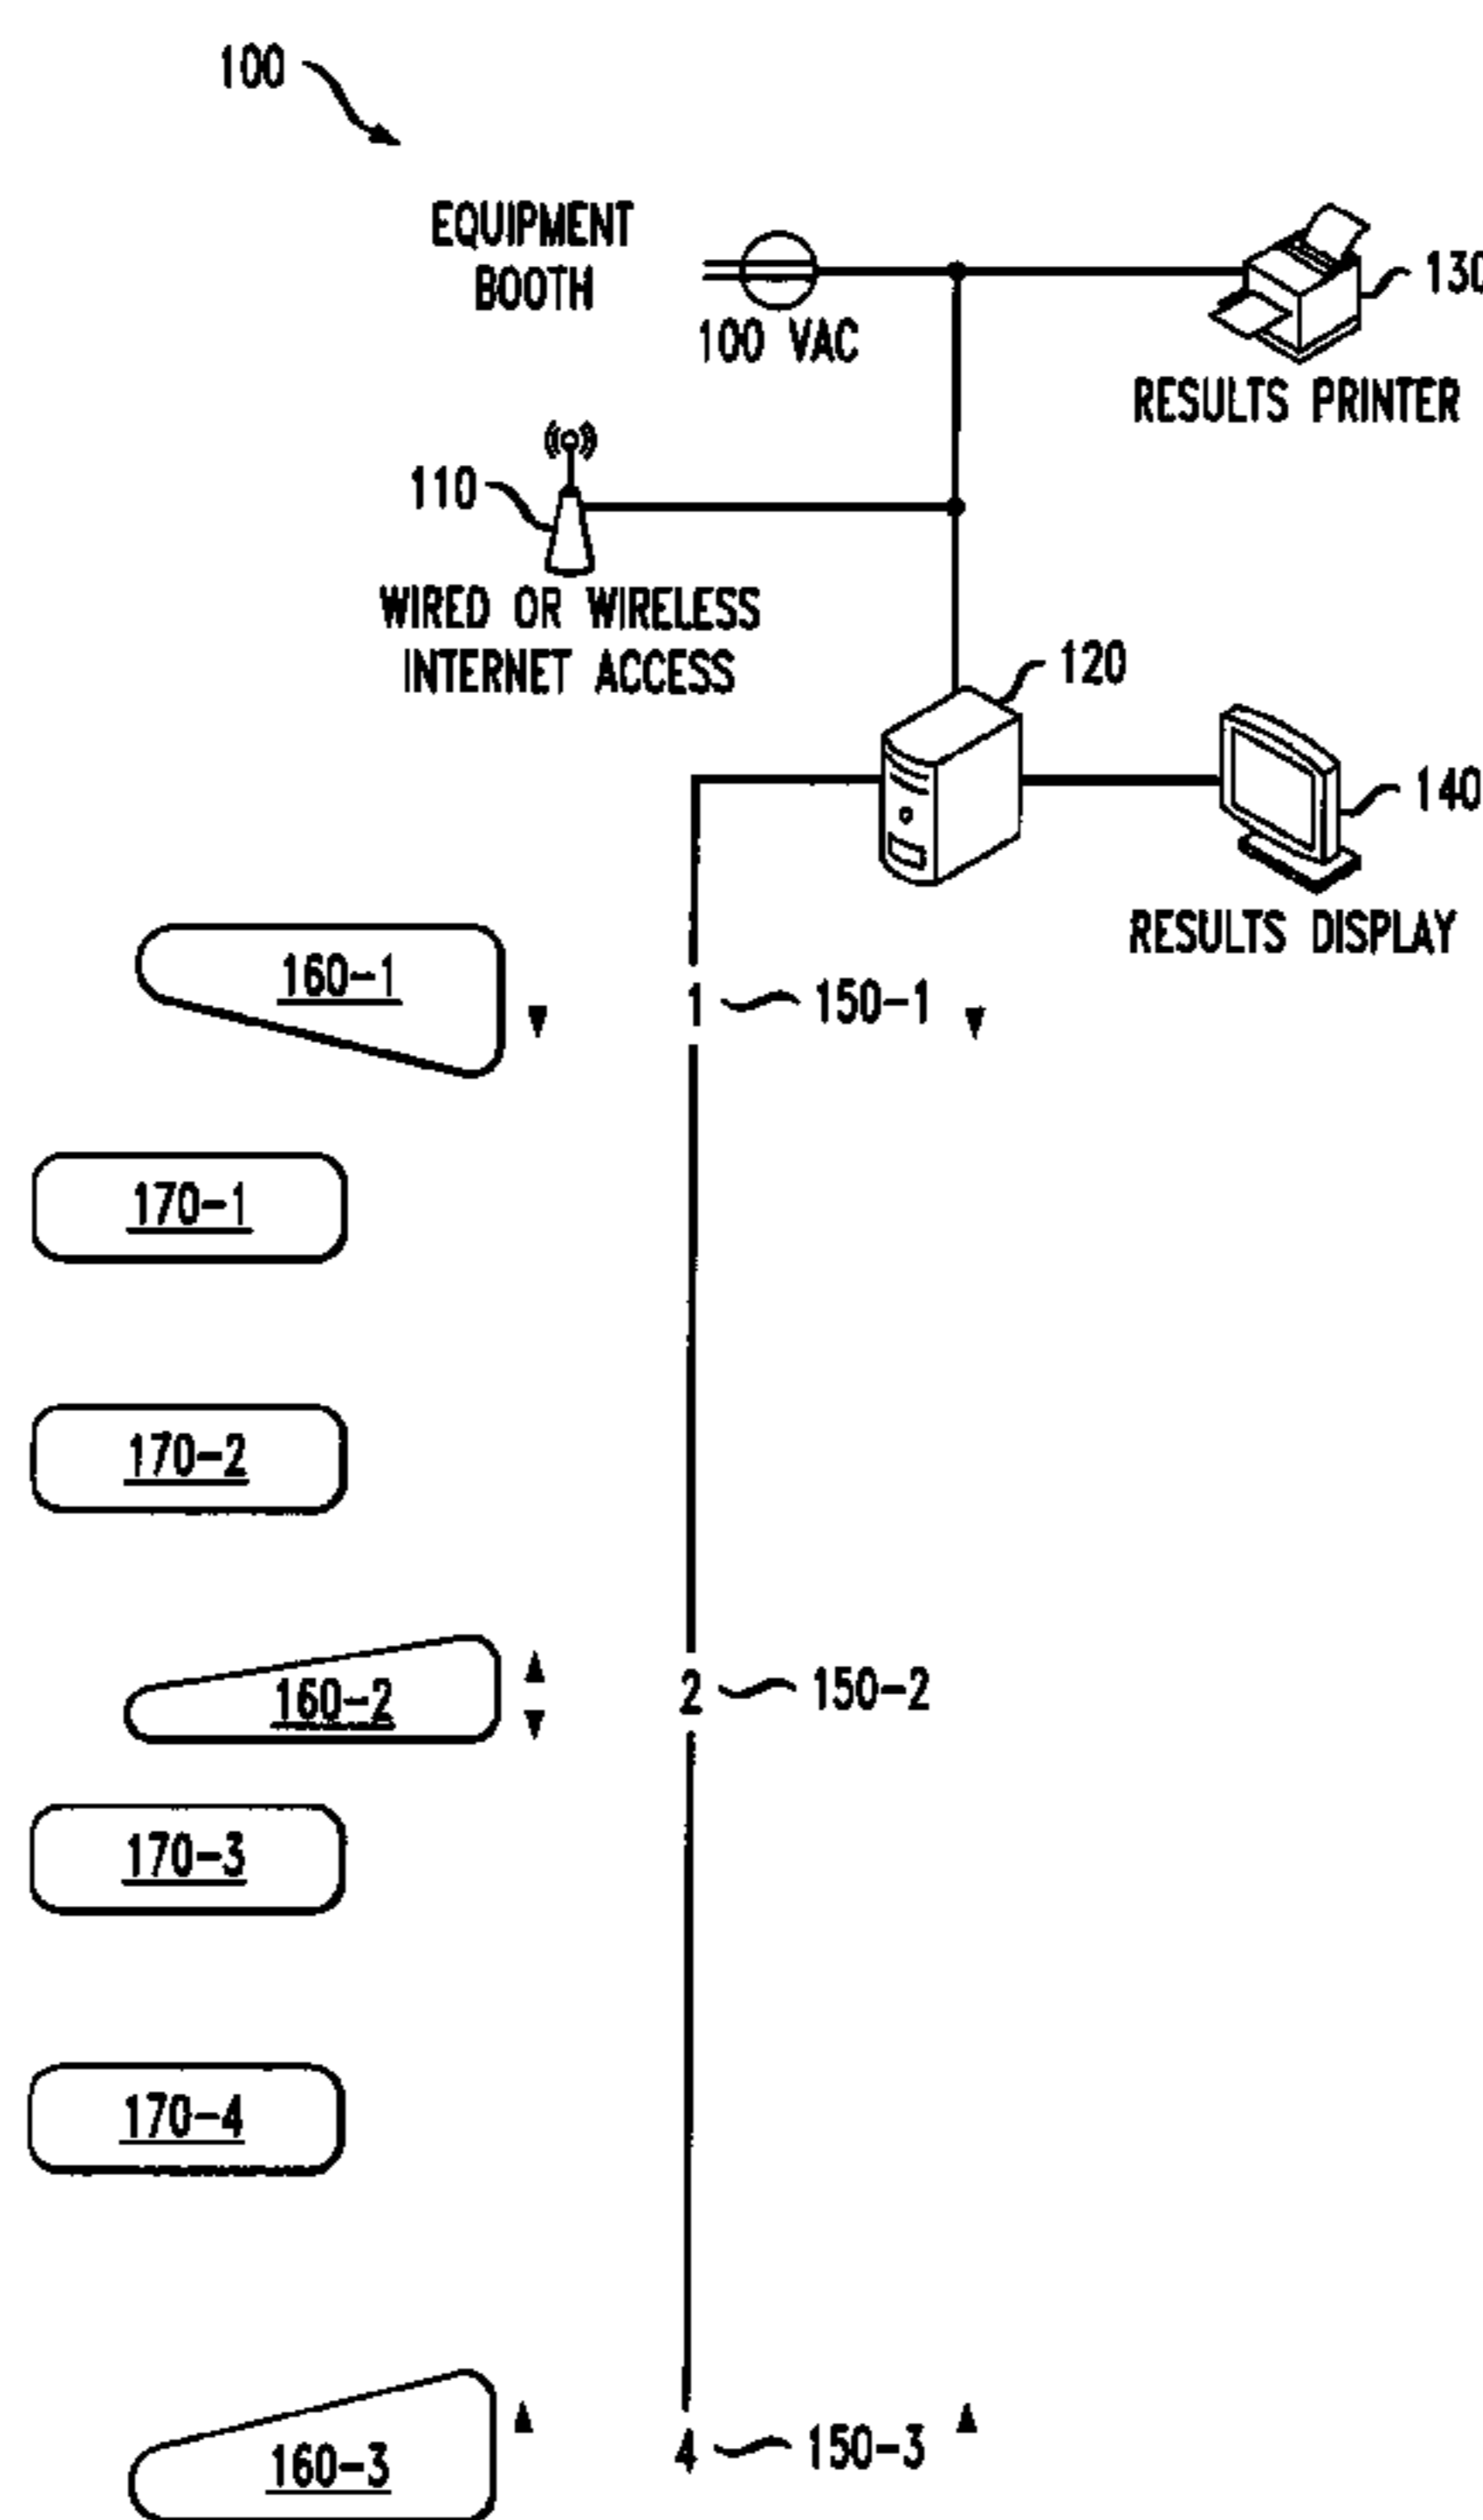 100
EQUIPMENT
BOOTH
100 VAC
130
RESULTS PRINTER
110
WIRED OR WIRELESS
INTERNET ACCESS
120
140
RESULTS DISPLAY
160-1
1
150-1
170-1
170-2
160-2
2
150-2
170-3
170-4
160-3
4
150-3